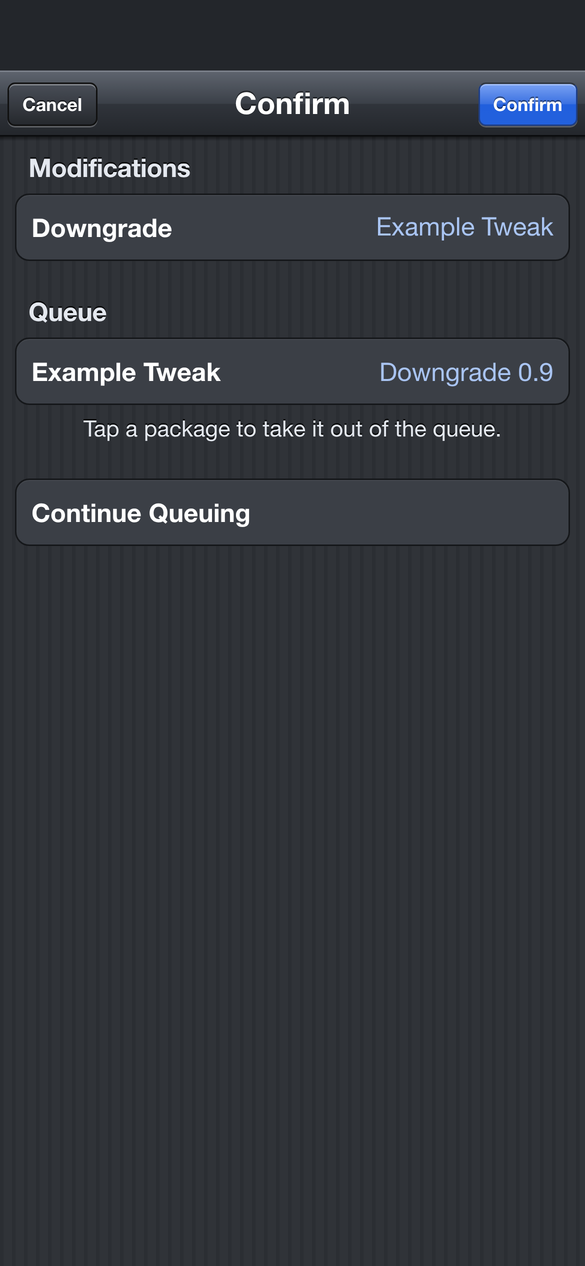 Cancel
Confirm
Confirm
Modifications
Downgrade
Example Tweak
Queue
Example Tweak
Downgrade 0.9
Tap a package to take it out of the queue.
Continue Queuing